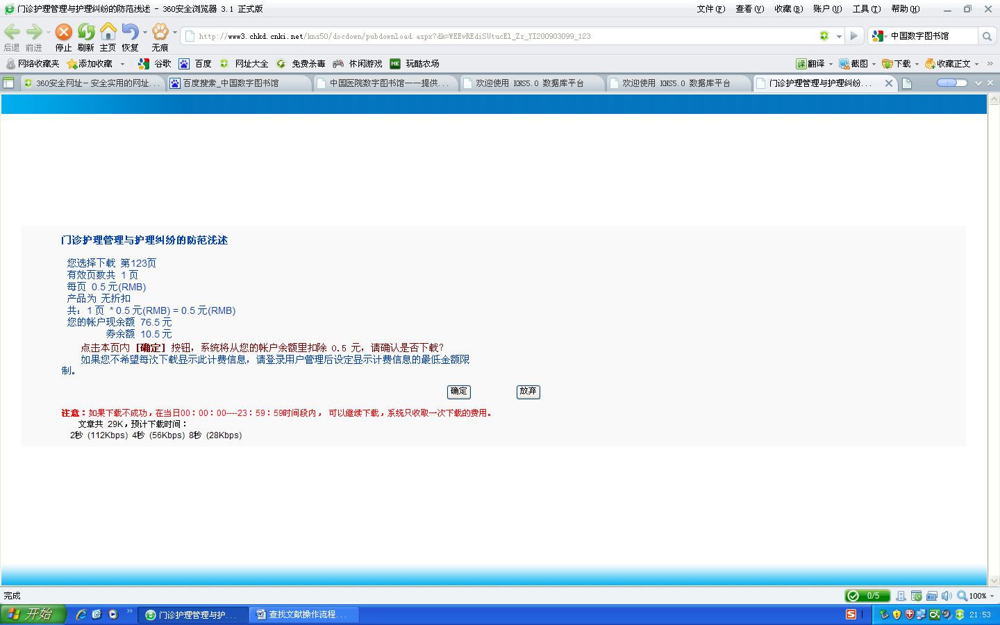 门诊护理管理与护理纠纷的防范浅述 - 360安全浏览器 3.1 正式版
文件(F) 查看(V) 收藏(B) 账户(U) 工具(T) 帮助(H)
后退 前进 停止 刷新 主页 恢复 无痕
http://www3.chkd.cnki.net/kns50/docdown/pubdownload.aspx?dk=WEEvREdiSUtucEl_Zz_YI200903099_123
中国数字图书馆
网络收藏夹 添加收藏 谷歌 百度 网址大全 免费杀毒 休闲游戏 玩酷农场 翻译 截图 下载 收藏正文
360安全网址－安全实用的网址... 百度搜索_中国数字图书馆 中国医院数字图书馆——提供... 欢迎使用 KNS5.0 数据库平台 欢迎使用 KNS5.0 数据库平台 门诊护理管理与护理纠纷...
门诊护理管理与护理纠纷的防范浅述
您选择下载 第123页
有效页数共 1 页
每页 0.5 元(RMB)
产品为 无折扣
共：1 页 * 0.5 元(RMB) = 0.5 元(RMB)
您的帐户现余额 76.5 元
券余额 10.5 元
点击本页内【确定】按钮，系统将从您的帐户余额里扣除 0.5 元，请确认是否下载？
如果您不希望每次下载显示此计费信息，请登录用户管理后设定显示计费信息的最低金额限
制。
确定 放弃
注意：如果下载不成功，在当日00：00：00----23：59：59时间段内， 可以继续下载，系统只收取一次下载的费用。
文章共 29K，预计下载时间：
2秒 (112Kbps) 4秒 (56Kbps) 8秒 (28Kbps)
完成 0/5 100%
开始 门诊护理管理与护... 查找文献操作流程... 21:53